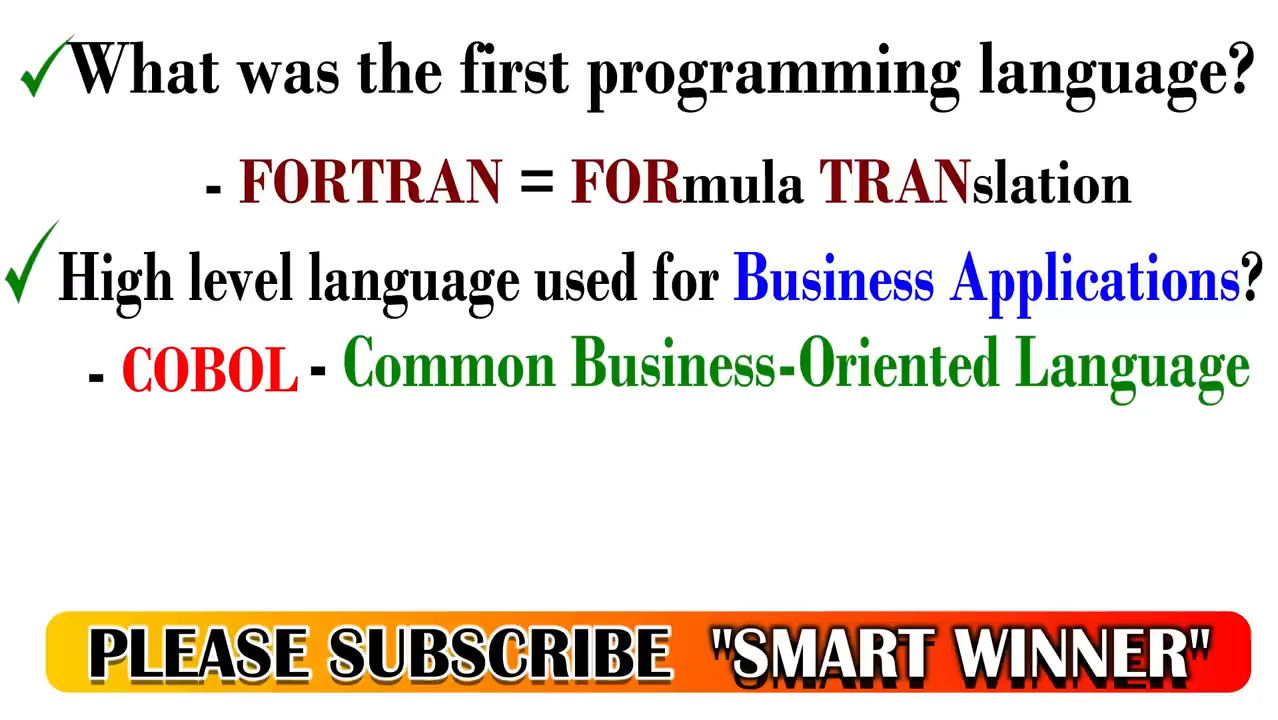 What was the first programming language?
- FORTRAN = FORmula TRANslation
High level language used for Business Applications?
- COBOL - Common Business-Oriented Language
PLEASE SUBSCRIBE "SMART WINNER"